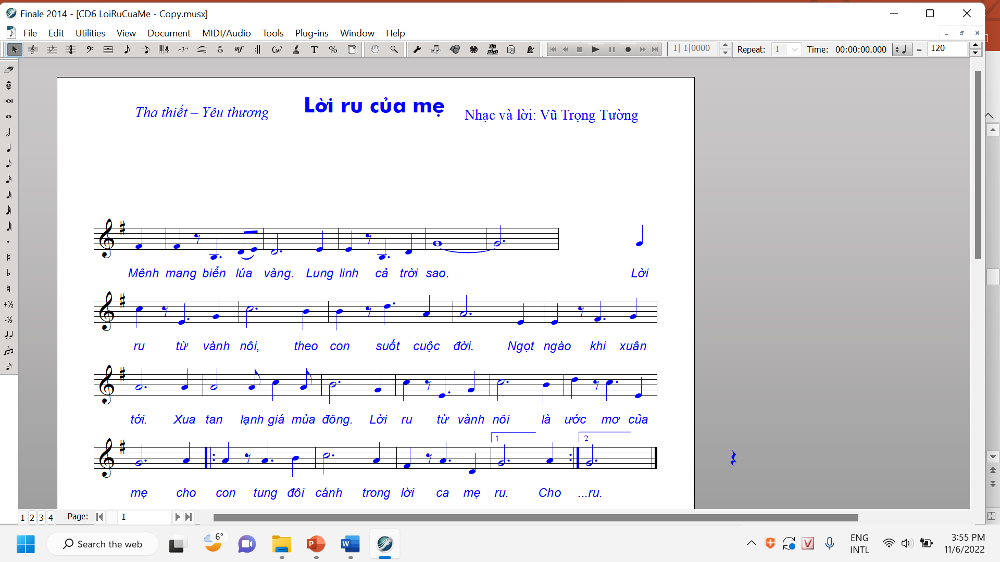 Finale 2014 - [CD6 LoiRuCuaMe - Copy.musx]
File Edit Utilities View Document MIDI/Audio Tools Plug-ins Window Help
CM7 T % 1| 1|0000 Repeat: 1 Time: 00:00:00.000 = 120
Lời ru của mẹ
Tha thiết – Yêu thương
Nhạc và lời: Vũ Trọng Tường
Mênh mang biển lúa vàng. Lung linh cả trời sao. Lời
ru từ vành nôi, theo con suốt cuộc đời. Ngọt ngào khi xuân
tới. Xua tan lạnh giá mùa đông. Lời ru từ vành nôi là ước mơ của
1. 2.
mẹ cho con tung đôi cánh trong lời ca mẹ ru. Cho ...ru.
+½
-½
1 2 3 4 Page: 1
6°
Search the web
ENG
INTL
3:55 PM
11/6/2022